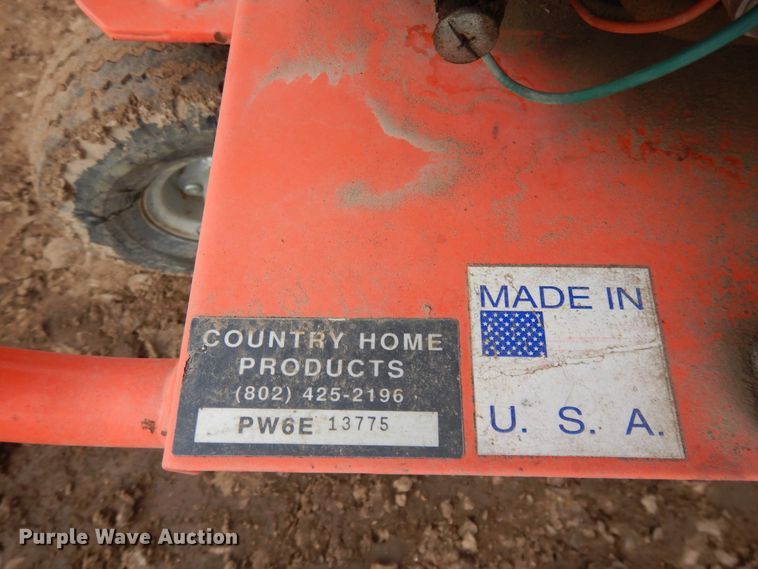 COUNTRY HOME
PRODUCTS
(802) 425-2196
PW6E 13775
MADE IN
U. S. A.
Purple Wave Auction